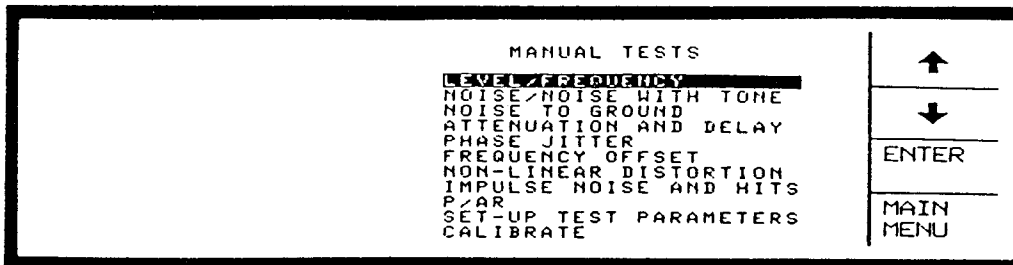 MANUAL TESTS
LEVEL/FREQUENCY
NOISE/NOISE WITH TONE
NOISE TO GROUND
ATTENUATION AND DELAY
PHASE JITTER
FREQUENCY OFFSET
NON-LINEAR DISTORTION
IMPULSE NOISE AND HITS
P/AR
SET-UP TEST PARAMETERS
CALIBRATE
ENTER
MAIN
MENU